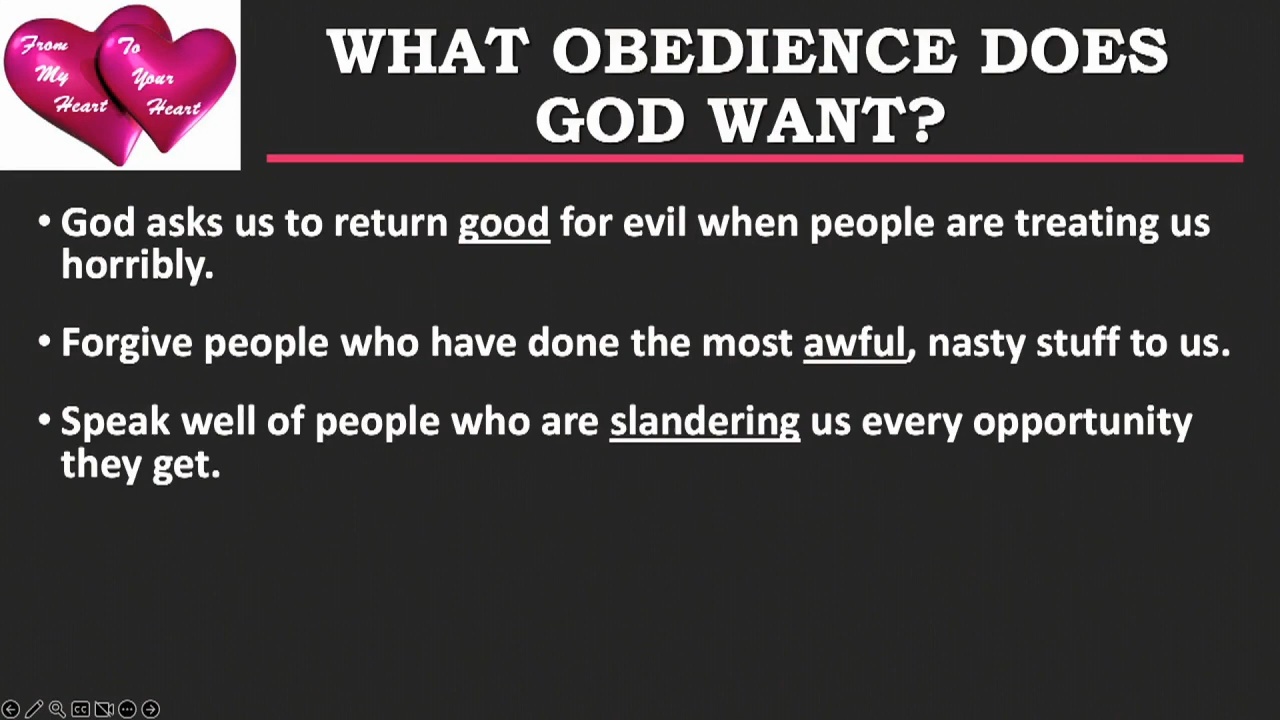 From
My
Heart
To
Your
Heart
WHAT OBEDIENCE DOES
GOD WANT?
• God asks us to return good for evil when people are treating us
horribly.
• Forgive people who have done the most awful, nasty stuff to us.
• Speak well of people who are slandering us every opportunity
they get.
CC